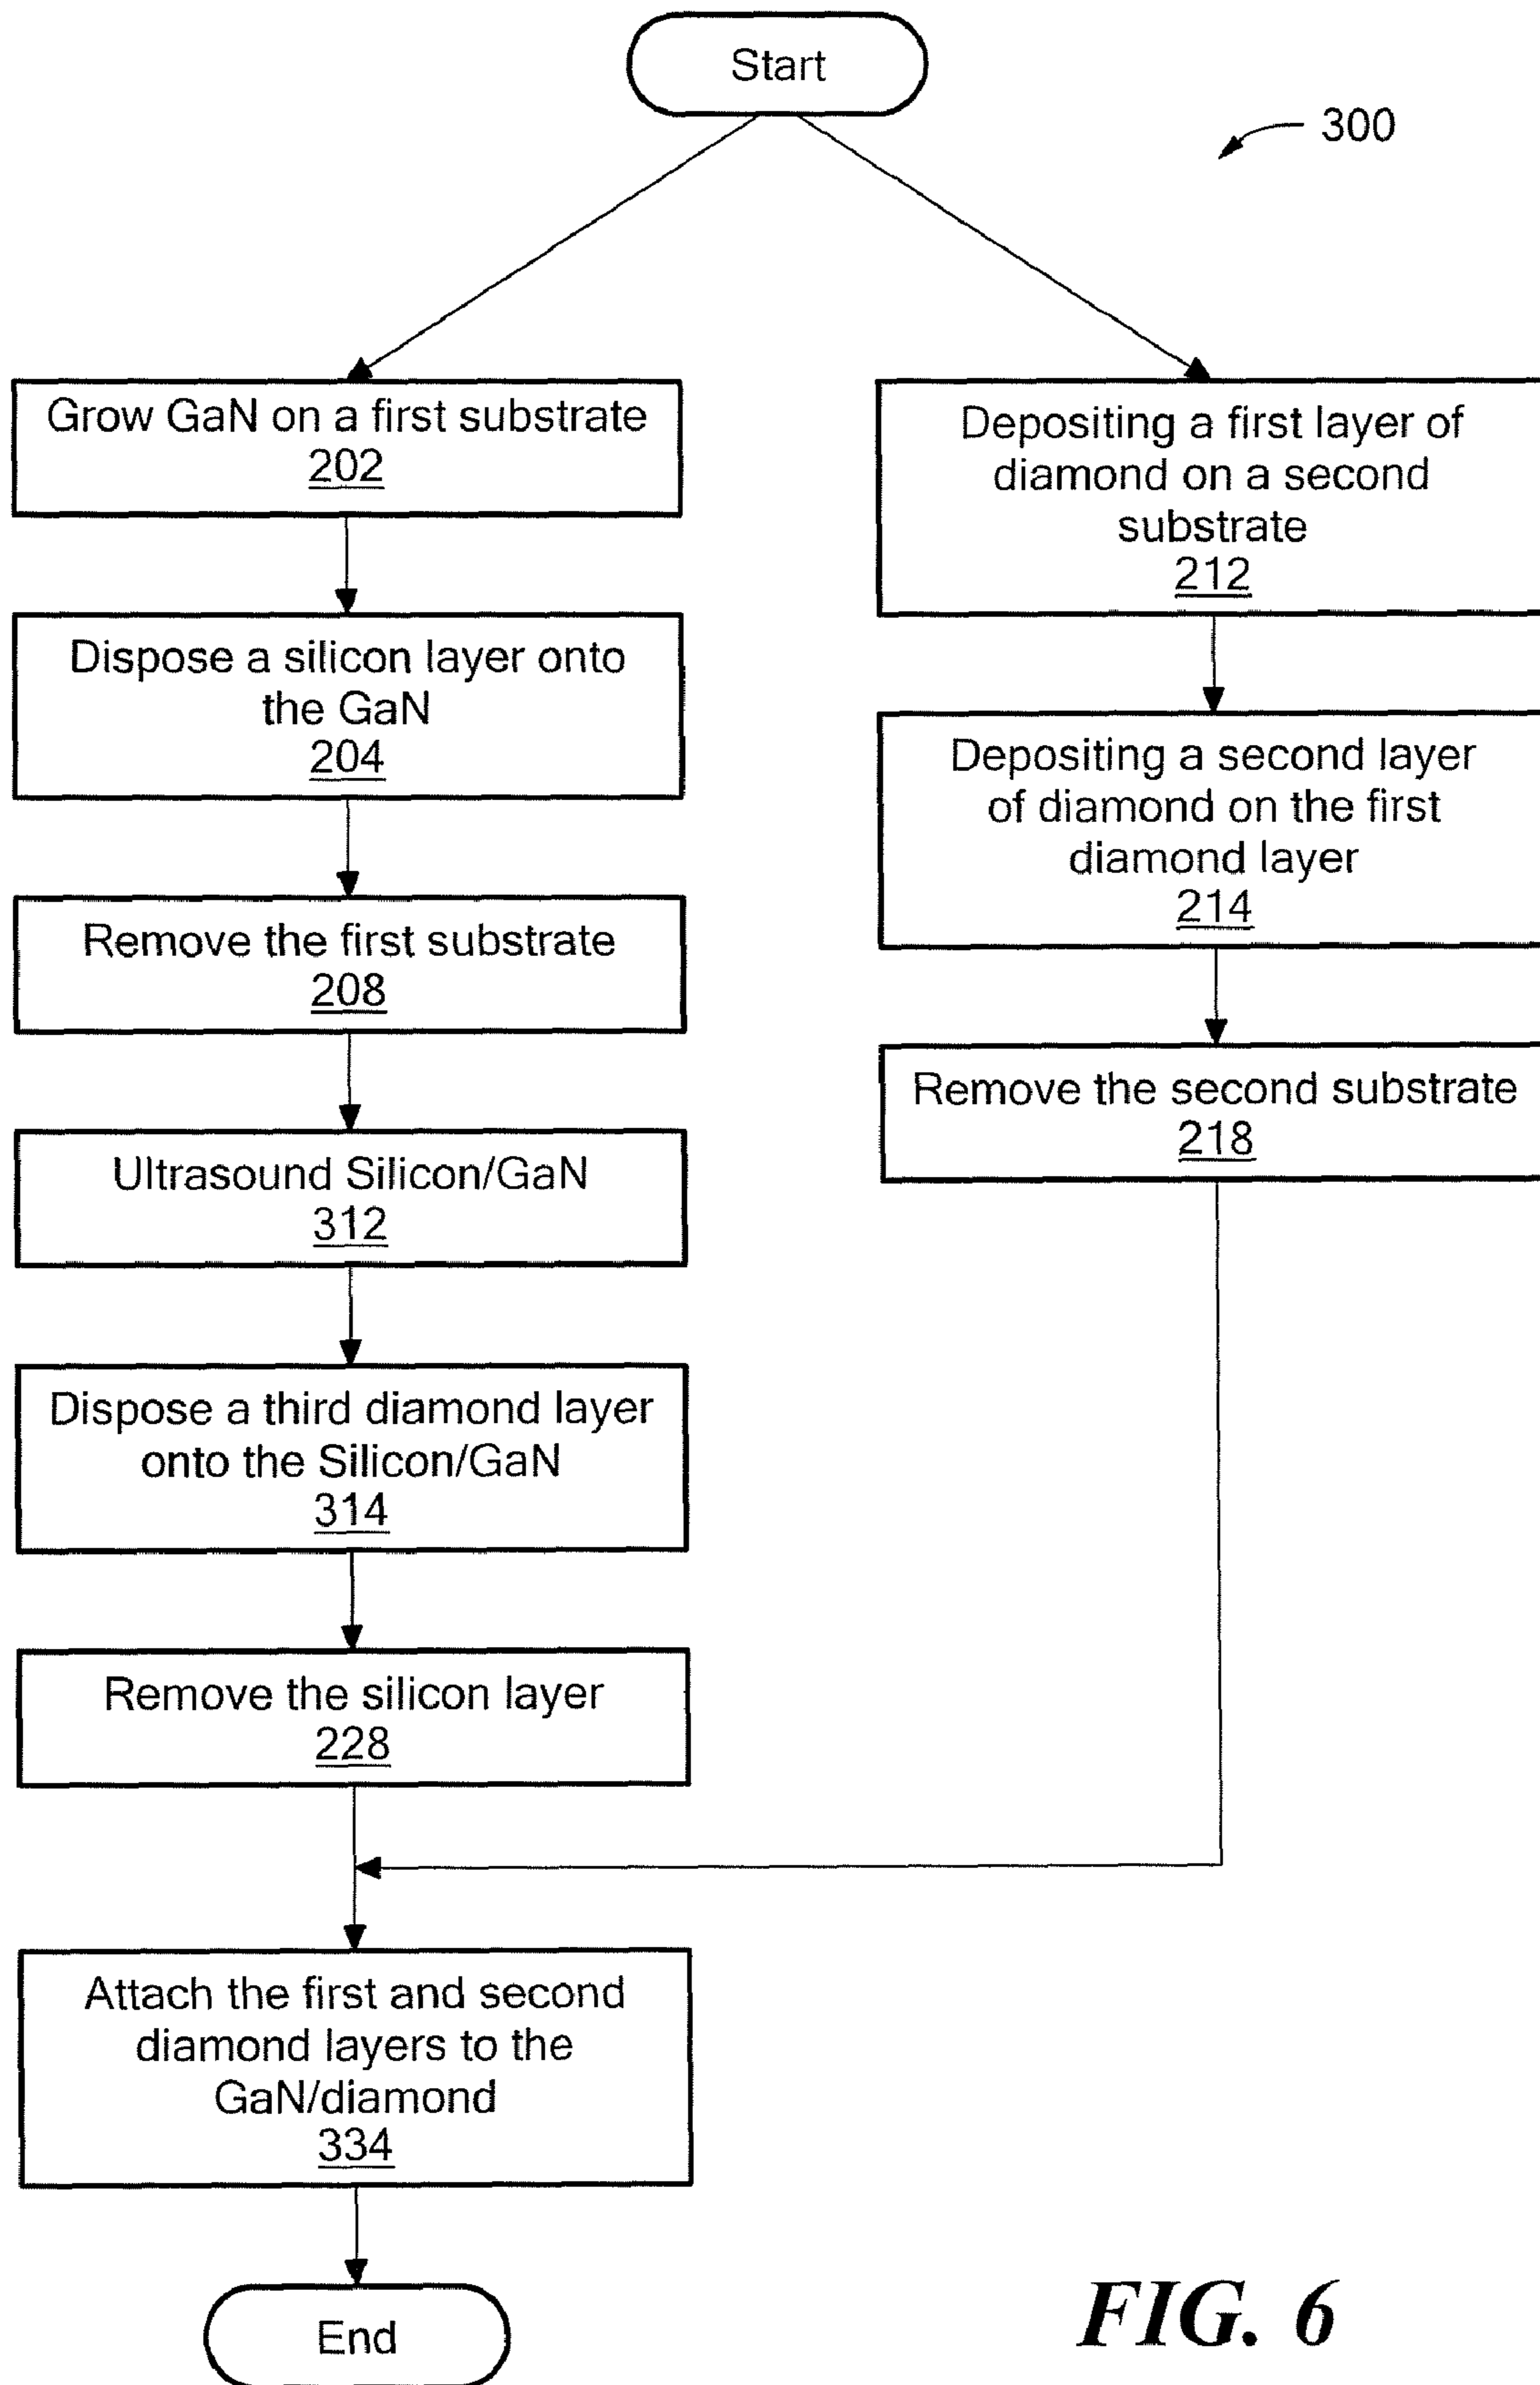 Start
300
Grow GaN on a first substrate
202
Dispose a silicon layer onto
the GaN
204
Remove the first substrate
208
Ultrasound Silicon/GaN
312
Dispose a third diamond layer
onto the Silicon/GaN
314
Remove the silicon layer
228
Depositing a first layer of
diamond on a second
substrate
212
Depositing a second layer
of diamond on the first
diamond layer
214
Remove the second substrate
218
Attach the first and second
diamond layers to the
GaN/diamond
334
End
FIG. 6